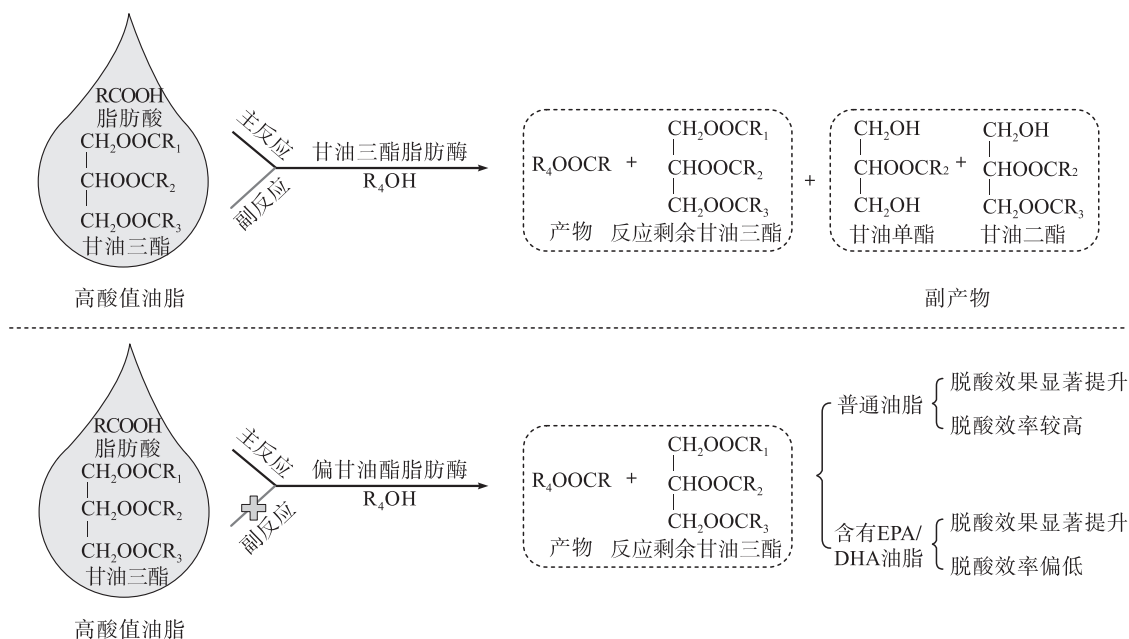 RCOOH
脂肪酸
CH₂OOCR₁
CHOOCR₂
CH₂OOCR₃
甘油三酯
高酸值油脂
主反应
副反应
甘油三酯脂肪酶
R₄OH
R₄OOCR
+
CH₂OOCR₁
CHOOCR₂
CH₂OOCR₃
产物 反应剩余甘油三酯
+
CH₂OH
CHOOCR₂
CH₂OH
甘油单酯
+
CH₂OH
CHOOCR₂
CH₂OOCR₃
甘油二酯
副产物
RCOOH
脂肪酸
CH₂OOCR₁
CH₂OOCR₂
CH₂OOCR₃
甘油三酯
高酸值油脂
主反应
副反应
偏甘油酯脂肪酶
R₄OH
R₄OOCR
+
CH₂OOCR₁
CHOOCR₂
CH₂OOCR₃
产物 反应剩余甘油三酯
普通油脂
脱酸效果显著提升
脱酸效率较高
含有EPA/
DHA油脂
脱酸效果显著提升
脱酸效率偏低